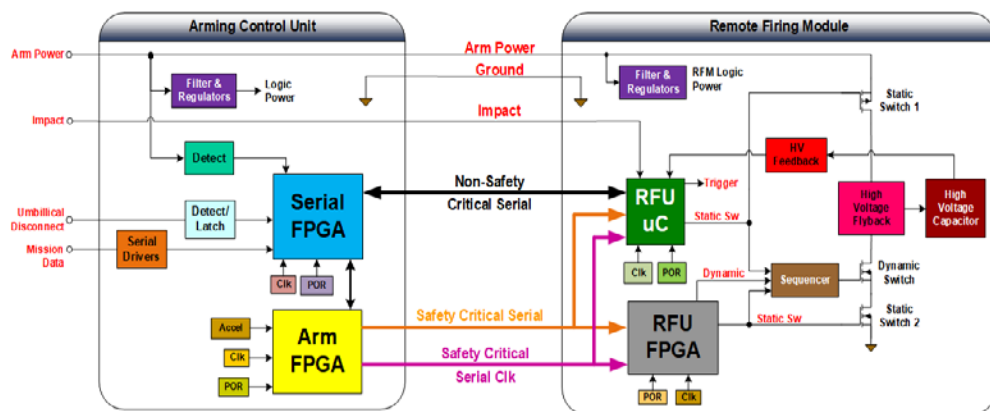 Arming Control Unit
Remote Firing Module
Arm Power
Arm Power
Ground
Filter &
Regulators
Logic
Power
Filter &
Regulators
RFM Logic
Power
Static
Switch 1
Impact
Impact
Detect
HV
Feedback
Non-Safety
Critical Serial
Serial
FPGA
RFU
uC
Trigger
Static Sw
High
Voltage
Flyback
High
Voltage
Capacitor
Umbillical
Disconnect
Detect/
Latch
Mission
Data
Serial
Drivers
Clk
POR
Clk
POR
Dynamic
Sequencer
Dynamic
Switch
Accel
Clk
POR
Arm
FPGA
Safety Critical Serial
Safety Critical
Serial Clk
RFU
FPGA
Static Sw
Static
Switch 2
POR
Clk